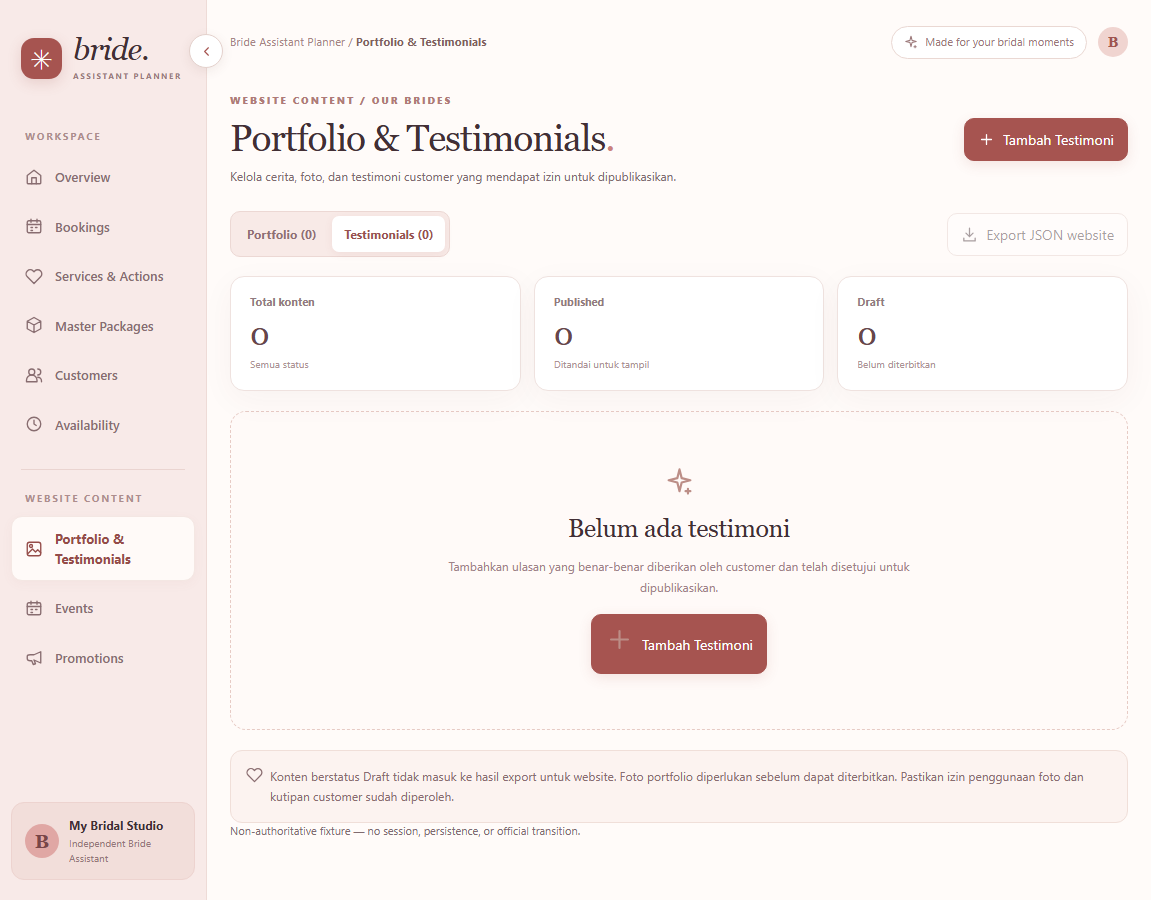 bride.
ASSISTANT PLANNER
WORKSPACE
Overview
Bookings
Services & Actions
Master Packages
Customers
Availability
WEBSITE CONTENT
Portfolio &
Testimonials
Events
Promotions
B
My Bridal Studio
Independent Bride
Assistant
Bride Assistant Planner / Portfolio & Testimonials
Made for your bridal moments
B
WEBSITE CONTENT / OUR BRIDES
Portfolio & Testimonials.
Kelola cerita, foto, dan testimoni customer yang mendapat izin untuk dipublikasikan.
Tambah Testimoni
Portfolio (0)
Testimonials (0)
Export JSON website
Total konten
0
Semua status
Published
0
Ditandai untuk tampil
Draft
0
Belum diterbitkan
Belum ada testimoni
Tambahkan ulasan yang benar-benar diberikan oleh customer dan telah disetujui untuk
dipublikasikan.
Tambah Testimoni
Konten berstatus Draft tidak masuk ke hasil export untuk website. Foto portfolio diperlukan sebelum dapat diterbitkan. Pastikan izin penggunaan foto dan
kutipan customer sudah diperoleh.
Non-authoritative fixture — no session, persistence, or official transition.